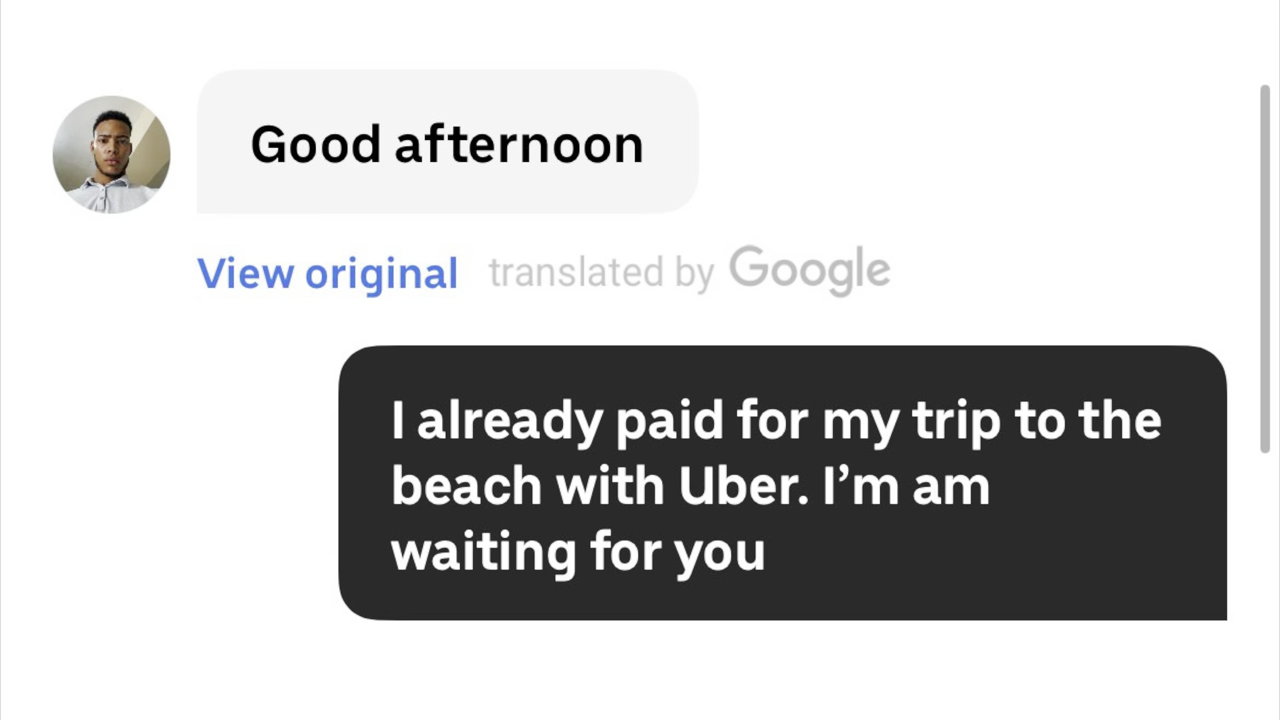 Good afternoon
View original translated by Google
I already paid for my trip to the
beach with Uber. I’m am
waiting for you